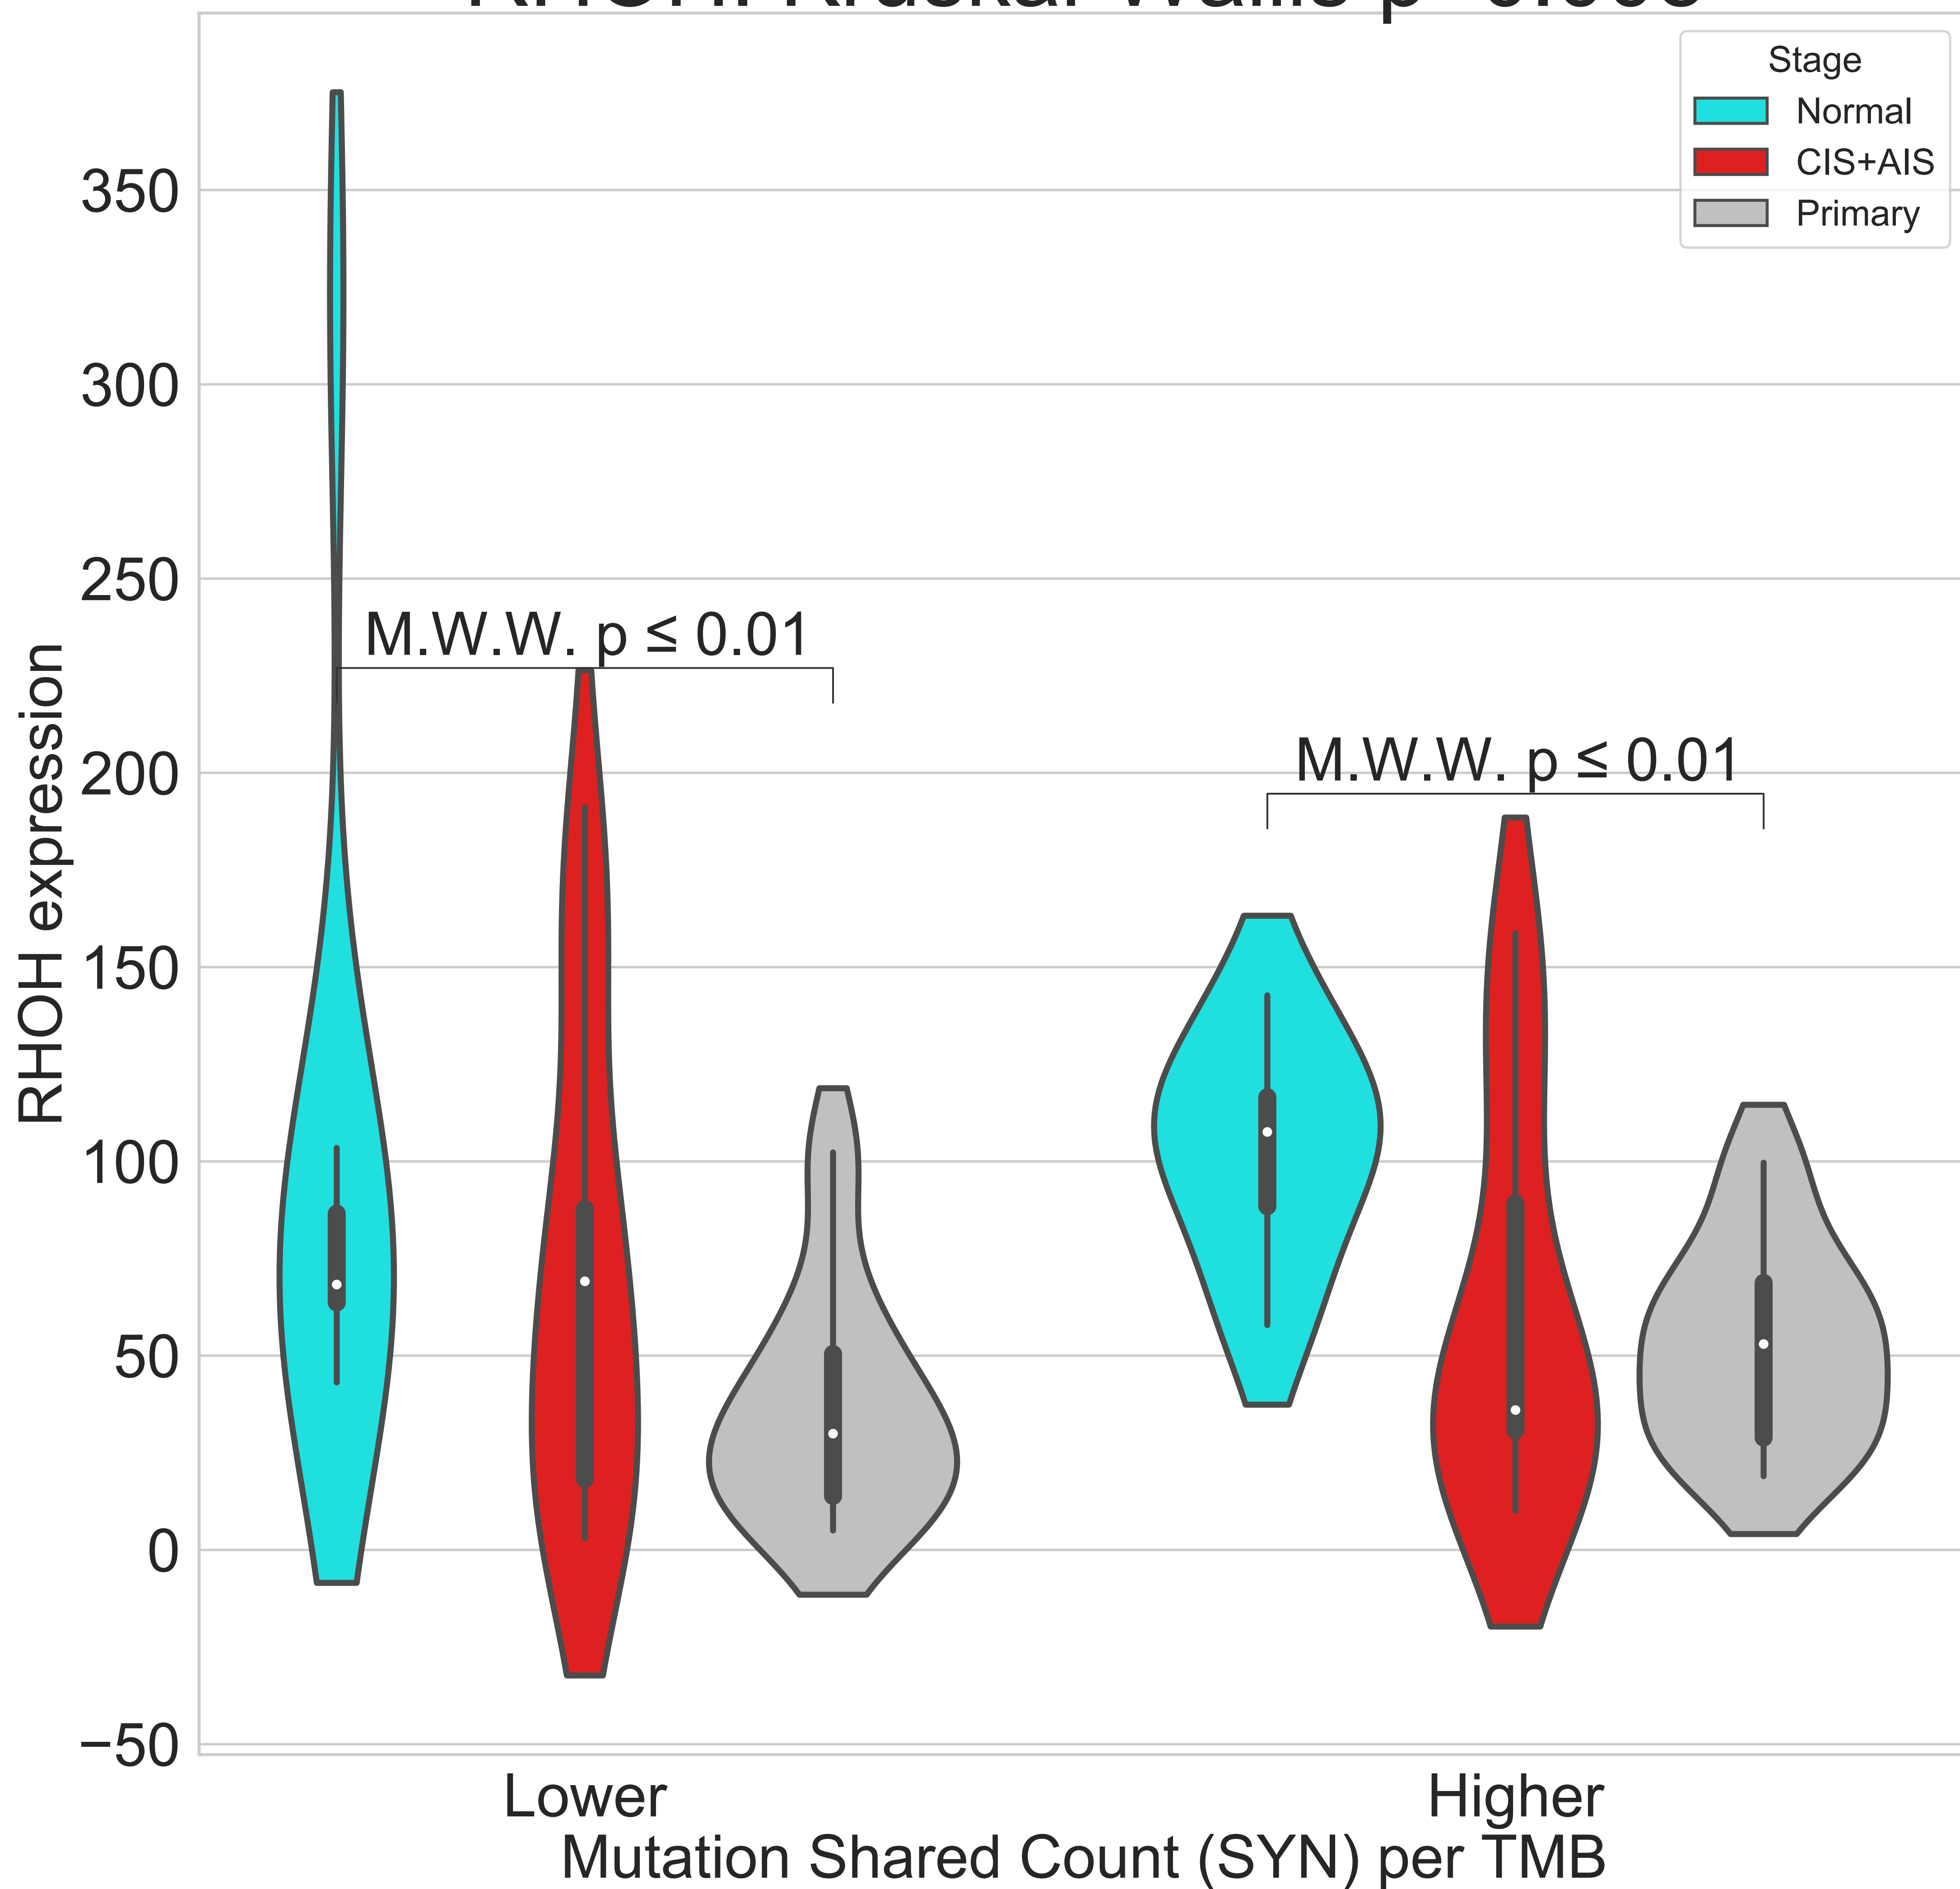 Stage
Normal
CIS+AIS
Primary
350
300
250
200
150
100
50
0
−50
RHOH expression
M.W.W. p ≤ 0.01
M.W.W. p ≤ 0.01
Lower
Higher
Mutation Shared Count (SYN) per TMB